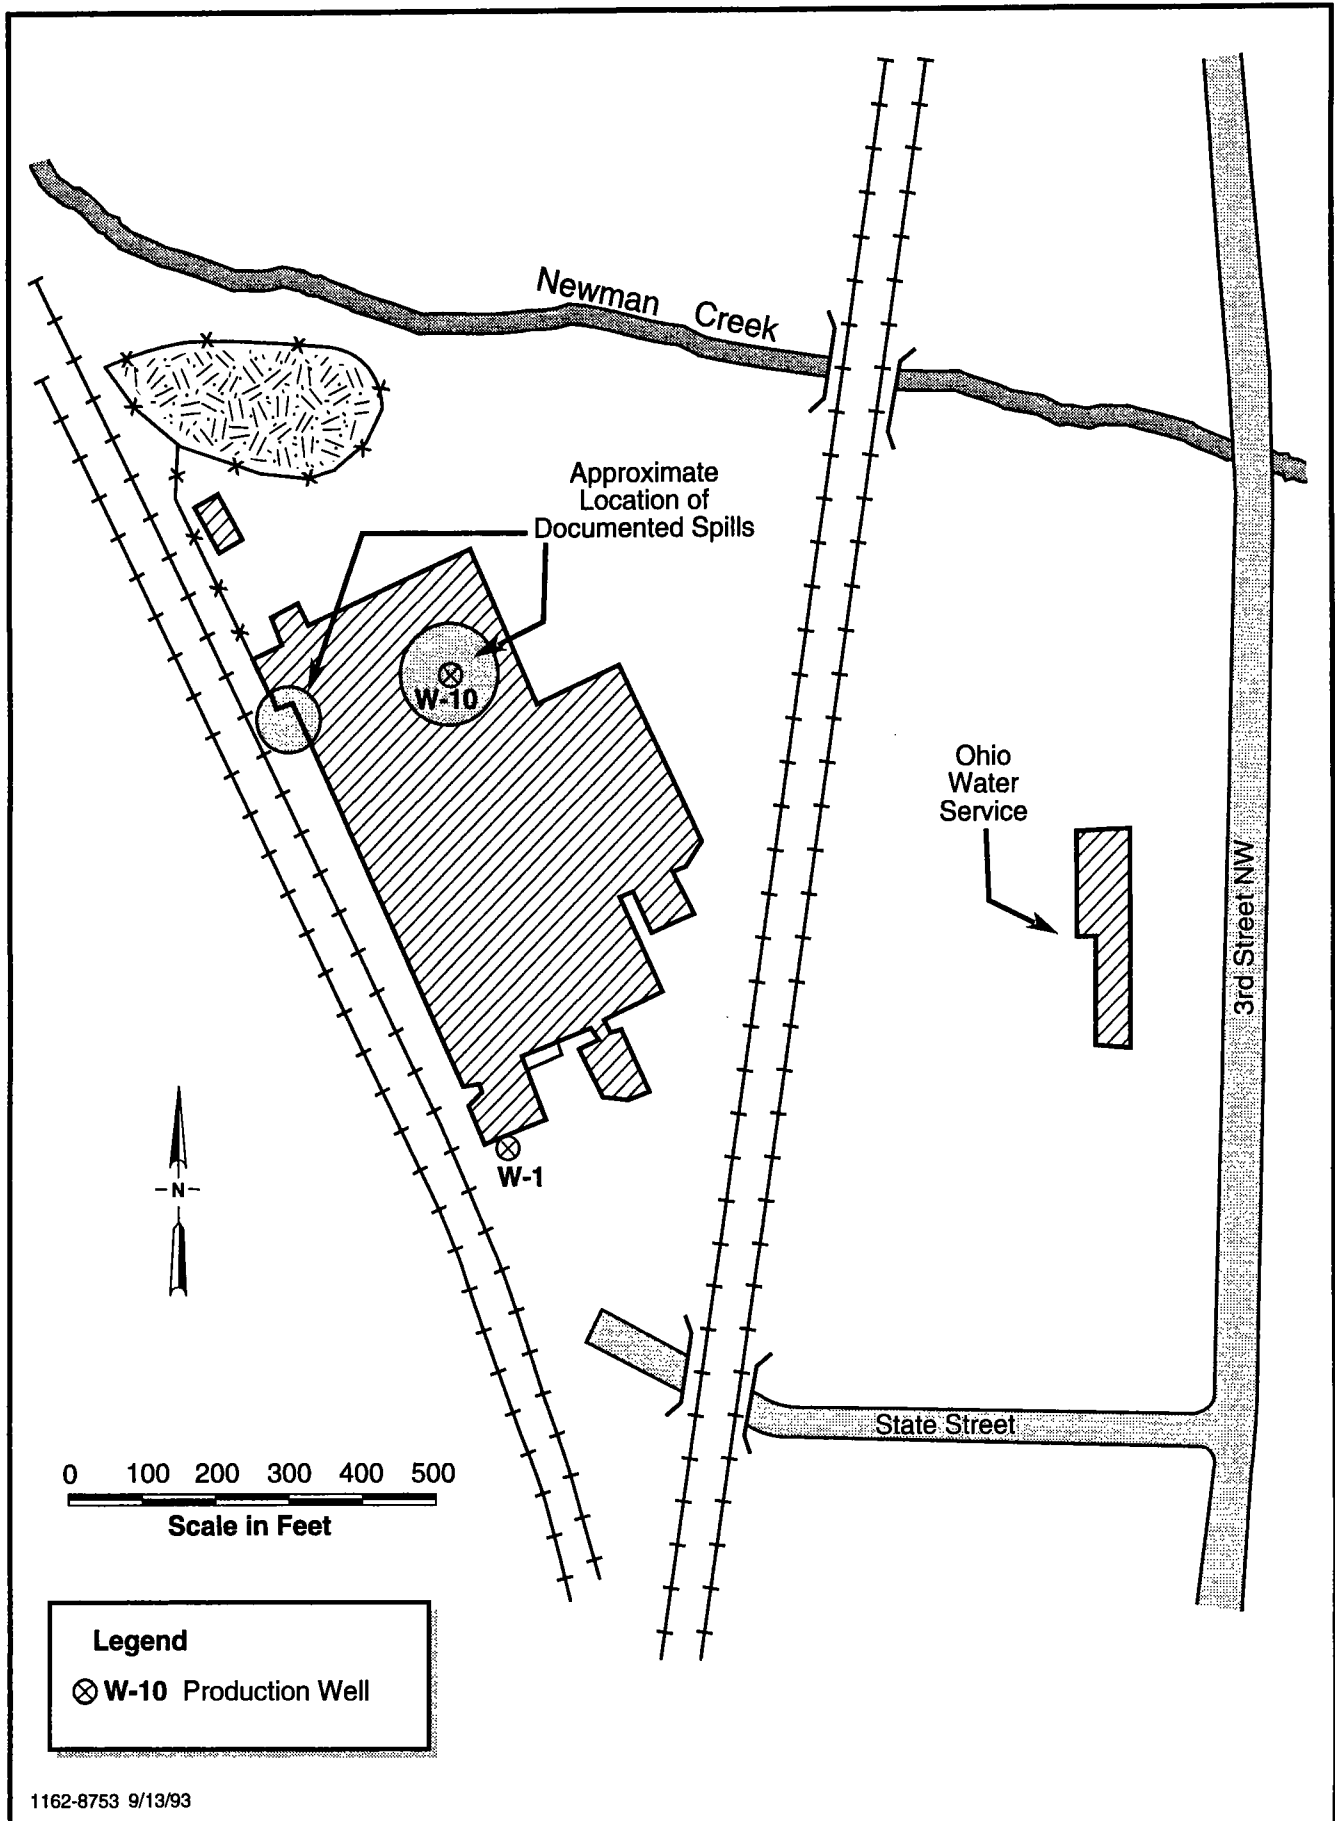 Newman Creek
Approximate
Location of
Documented Spills
W-10
Ohio
Water
Service
3rd Street NW
W-1
-N-
State Street
0 100 200 300 400 500
Scale in Feet
Legend
W-10 Production Well
1162-8753 9/13/93